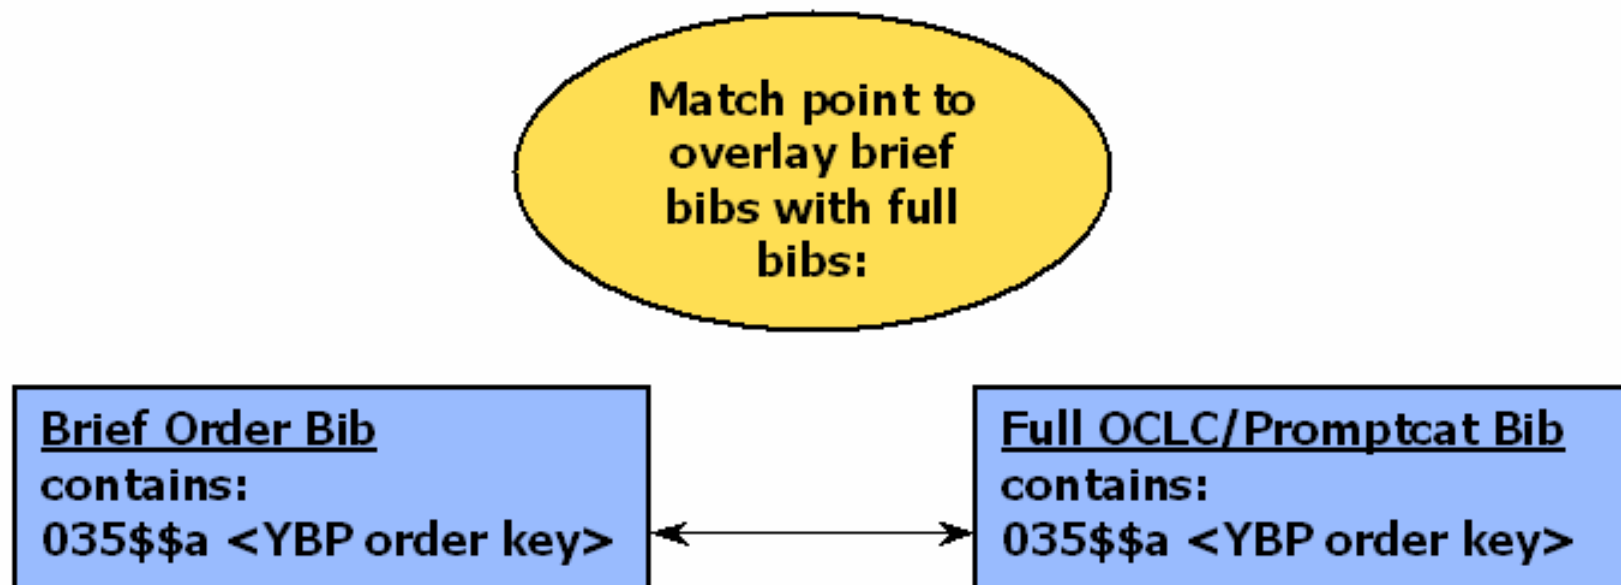 Match point to
overlay brief
bibs with full
bibs:
Brief Order Bib
contains:
035$$a <YBP order key>
Full OCLC/Promptcat Bib
contains:
035$$a <YBP order key>